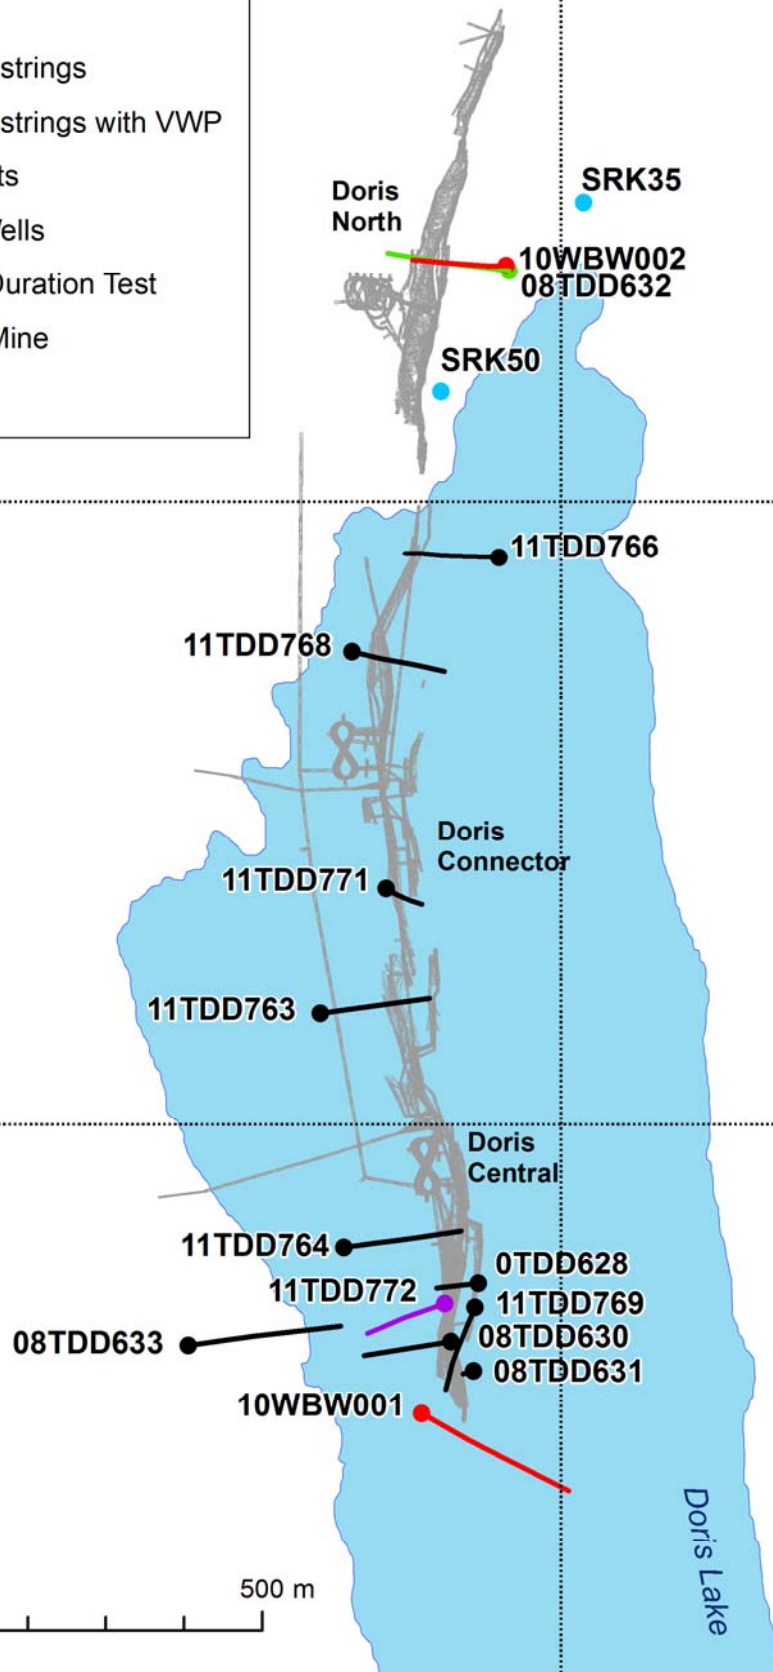 strings
strings with VWP
ts
ells
Duration Test
Mine
Doris
North
SRK35
10WBW002
08TDD632
SRK50
11TDD766
11TDD768
Doris
Connector
11TDD771
11TDD763
Doris
Central
11TDD764
0TDD628
11TDD772
11TDD769
08TDD633
08TDD630
08TDD631
10WBW001
Doris Lake
500 m